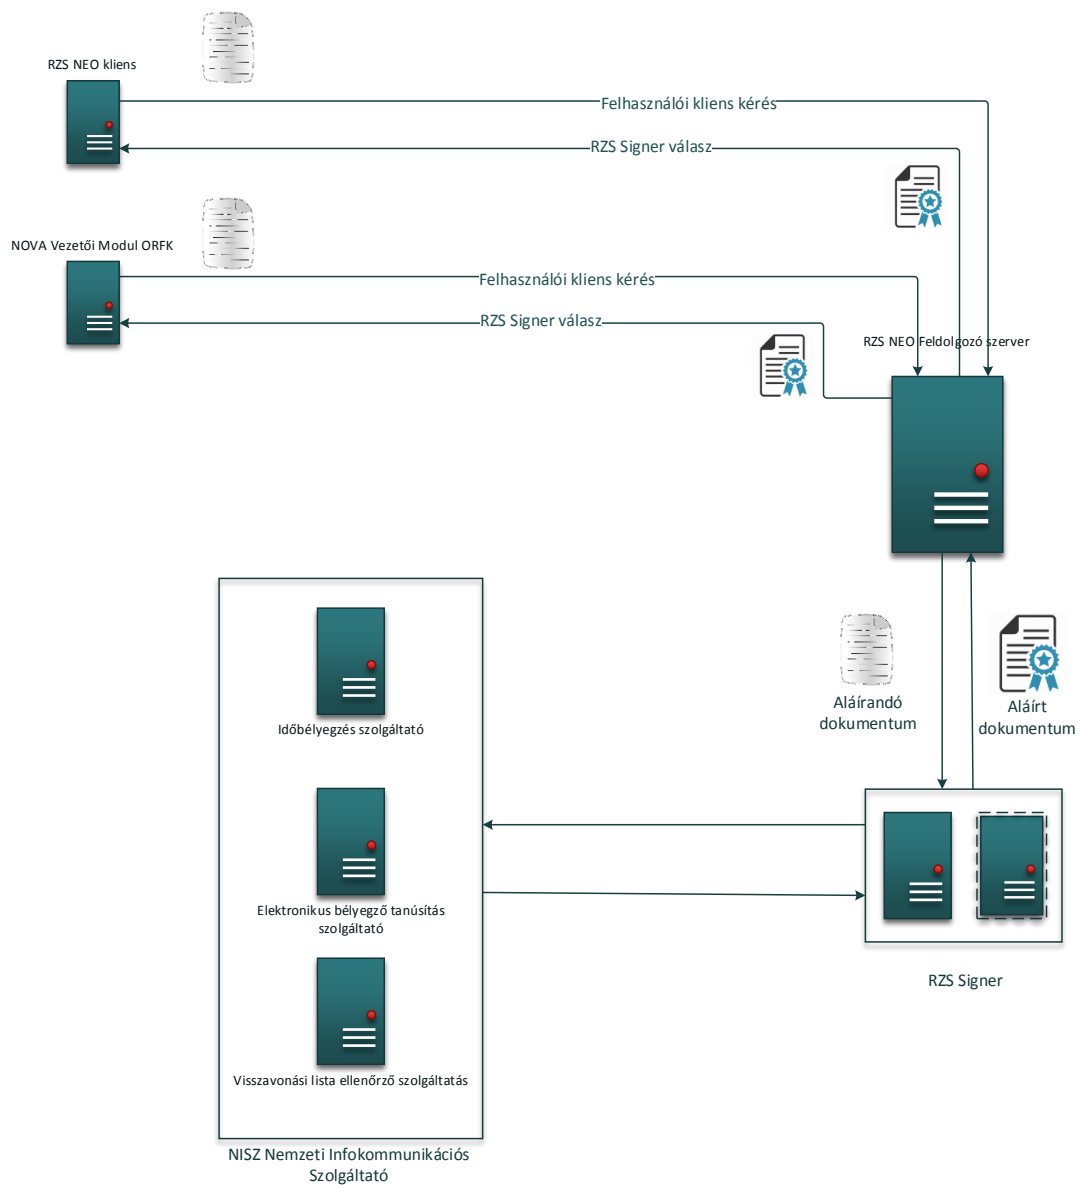 RZS NEO kliens
Felhasználói kliens kérés
RZS Signer válasz
NOVA Vezetői Modul ORFK
Felhasználói kliens kérés
RZS Signer válasz
RZS NEO Feldolgozó szerver
Aláírandó
dokumentum
Aláírt
dokumentum
Időbélyegzés szolgáltató
Elektronikus bélyegző tanúsítás
szolgáltató
RZS Signer
Visszavonási lista ellenőrző szolgáltatás
NISZ Nemzeti Infokommunikációs
Szolgáltató